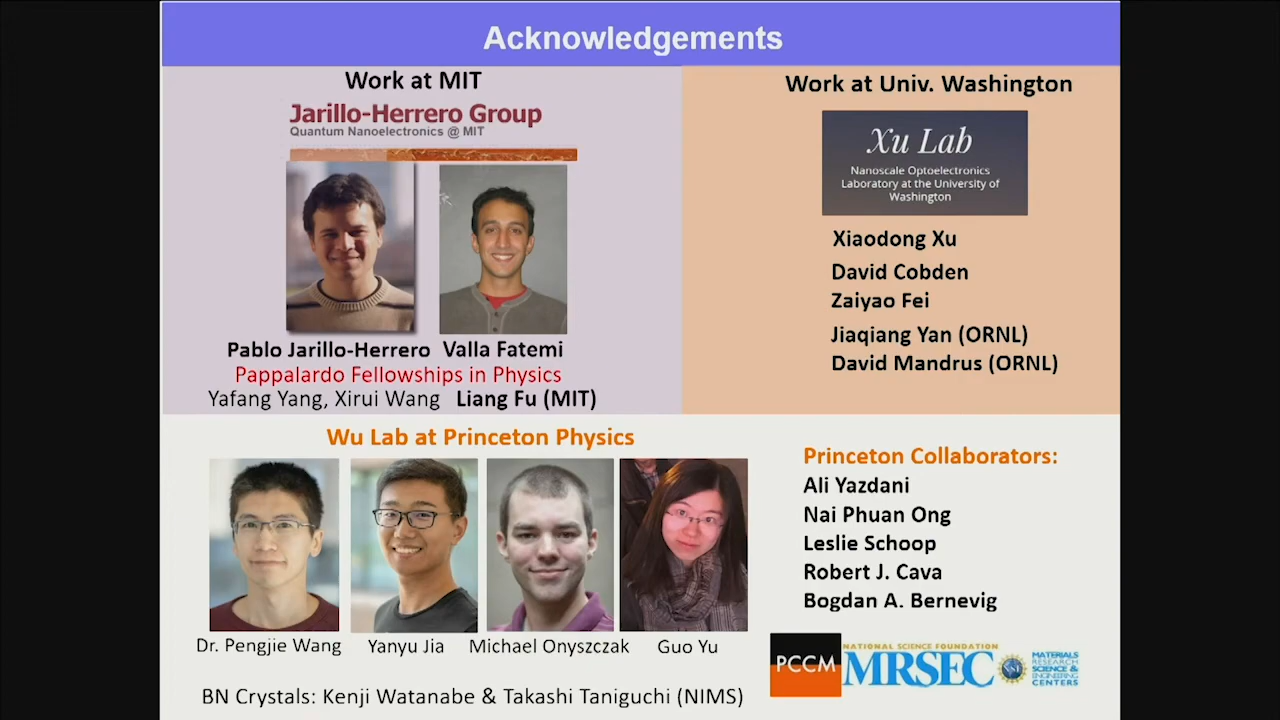 Acknowledgements
Work at MIT
Jarillo-Herrero Group
Quantum Nanoelectronics @ MIT
Pablo Jarillo-Herrero Valla Fatemi
Pappalardo Fellowships in Physics
Yafang Yang, Xirui Wang Liang Fu (MIT)
Work at Univ. Washington
Xu Lab
Nanoscale Optoelectronics
Laboratory at the University of
Washington
Xiaodong Xu
David Cobden
Zaiyao Fei
Jiaqiang Yan (ORNL)
David Mandrus (ORNL)
Wu Lab at Princeton Physics
Dr. Pengjie Wang Yanyu Jia Michael Onyszczak Guo Yu
BN Crystals: Kenji Watanabe & Takashi Taniguchi (NIMS)
Princeton Collaborators:
Ali Yazdani
Nai Phuan Ong
Leslie Schoop
Robert J. Cava
Bogdan A. Bernevig
PCCM
NATIONAL SCIENCE FOUNDATION
MRSEC
NSF
MATERIALS
RESEARCH
SCIENCE &
ENGINEERING
CENTERS